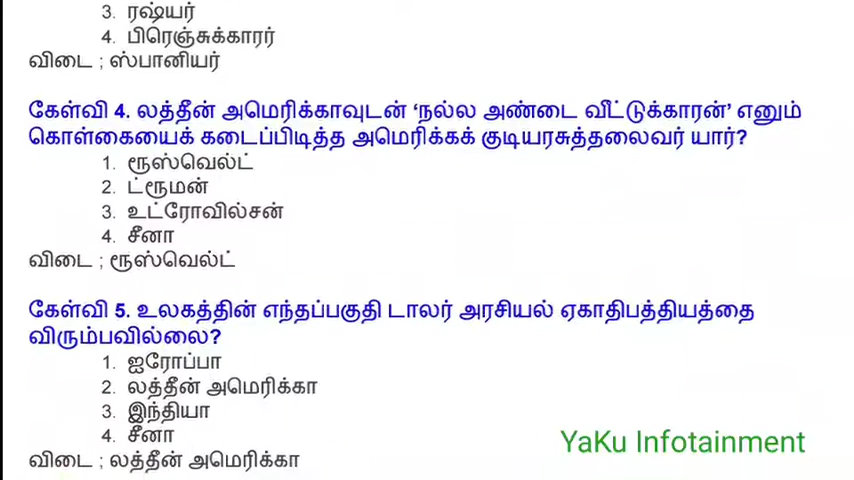 3. ரஷ்யர்
4. பிரெஞ்சுக்காரர்
விடை ; ஸ்பானியர்
கேள்வி 4. லத்தீன் அமெரிக்காவுடன் ‘நல்ல அண்டை வீட்டுக்காரன்’ எனும்
கொள்கையைக் கடைப்பிடித்த அமெரிக்கக் குடியரசுத்தலைவர் யார்?
1. ரூஸ்வெல்ட்
2. ட்ரூமன்
3. உட்ரோவில்சன்
4. சீனா
விடை ; ரூஸ்வெல்ட்
கேள்வி 5. உலகத்தின் எந்தப்பகுதி டாலர் அரசியல் ஏகாதிபத்தியத்தை
விரும்பவில்லை?
1. ஐரோப்பா
2. லத்தீன் அமெரிக்கா
3. இந்தியா
4. சீனா
YaKu Infotainment
விடை ; லத்தீன் அமெரிக்கா